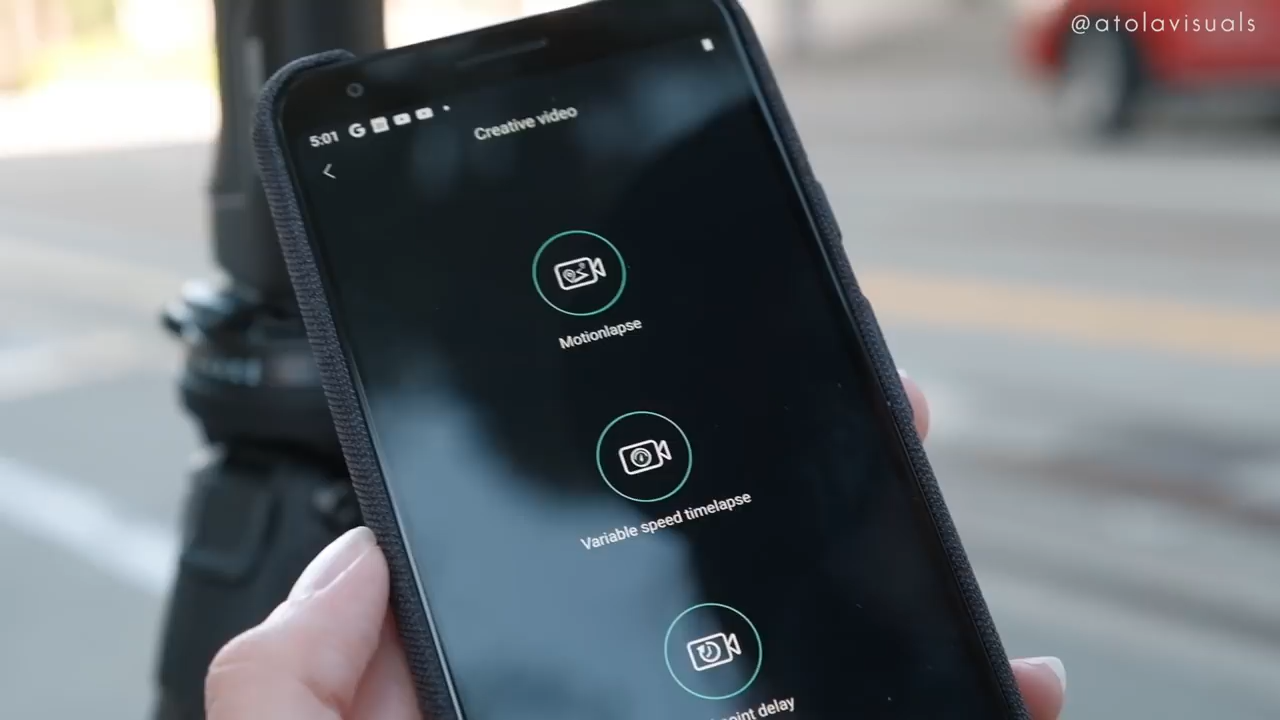 @atolavisuals
5:01
Creative video
Motionlapse
Variable speed timelapse
delay